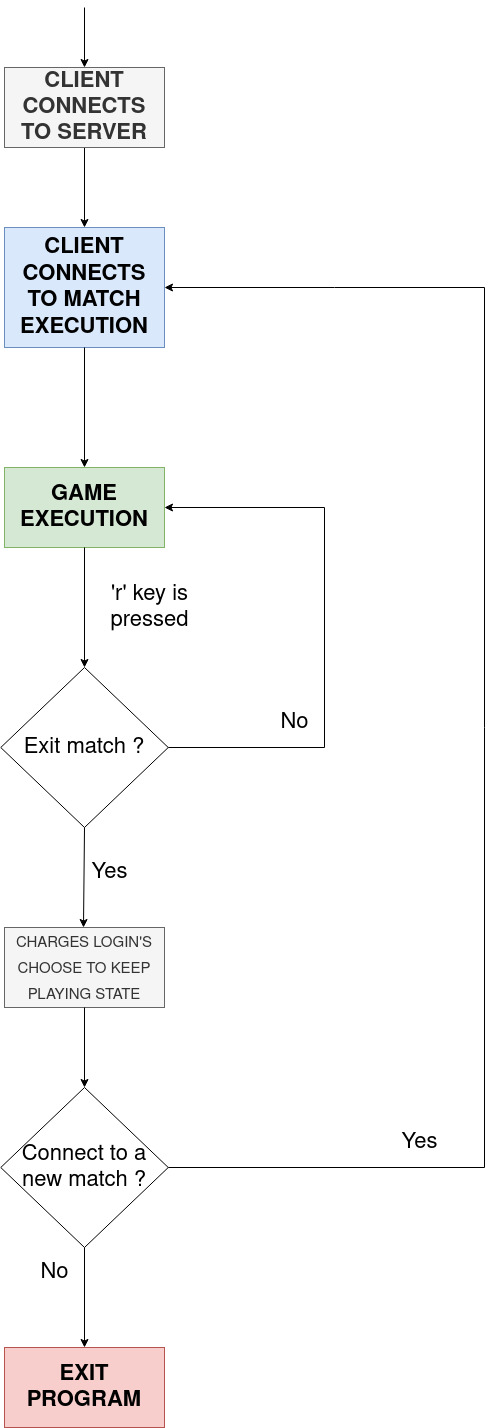 CLIENT
CONNECTS
TO SERVER
CLIENT
CONNECTS
TO MATCH
EXECUTION
GAME
EXECUTION
'r' key is
pressed
Exit match ?
No
Yes
CHARGES LOGIN'S
CHOOSE TO KEEP
PLAYING STATE
Connect to a
new match ?
Yes
No
EXIT
PROGRAM